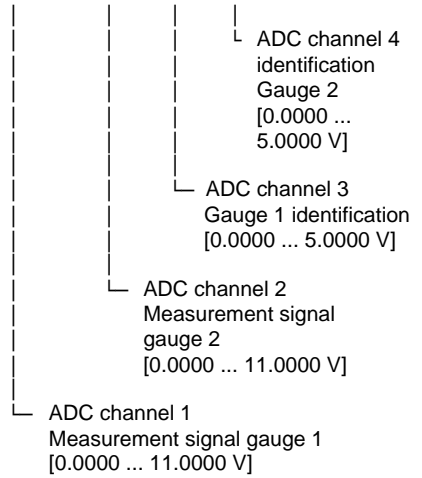 ADC channel 4
identification
Gauge 2
[0.0000 ...
5.0000 V]
ADC channel 3
Gauge 1 identification
[0.0000 ... 5.0000 V]
ADC channel 2
Measurement signal
gauge 2
[0.0000 ... 11.0000 V]
ADC channel 1
Measurement signal gauge 1
[0.0000 ... 11.0000 V]